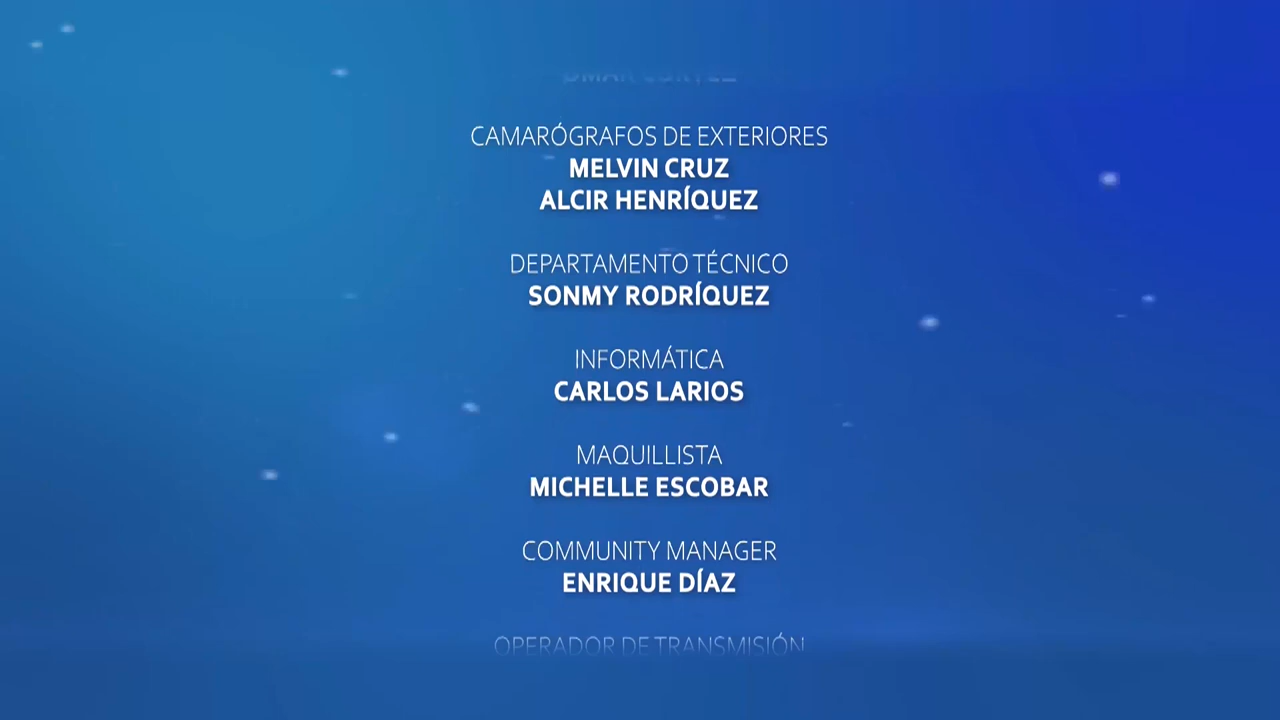 CAMARÓGRAFOS DE EXTERIORES
MELVIN CRUZ
ALCIR HENRÍQUEZ
DEPARTAMENTO TÉCNICO
SONMY RODRÍQUEZ
INFORMÁTICA
CARLOS LARIOS
MAQUILLISTA
MICHELLE ESCOBAR
COMMUNITY MANAGER
ENRIQUE DÍAZ
OPERADOR DE TRANSMISIÓN